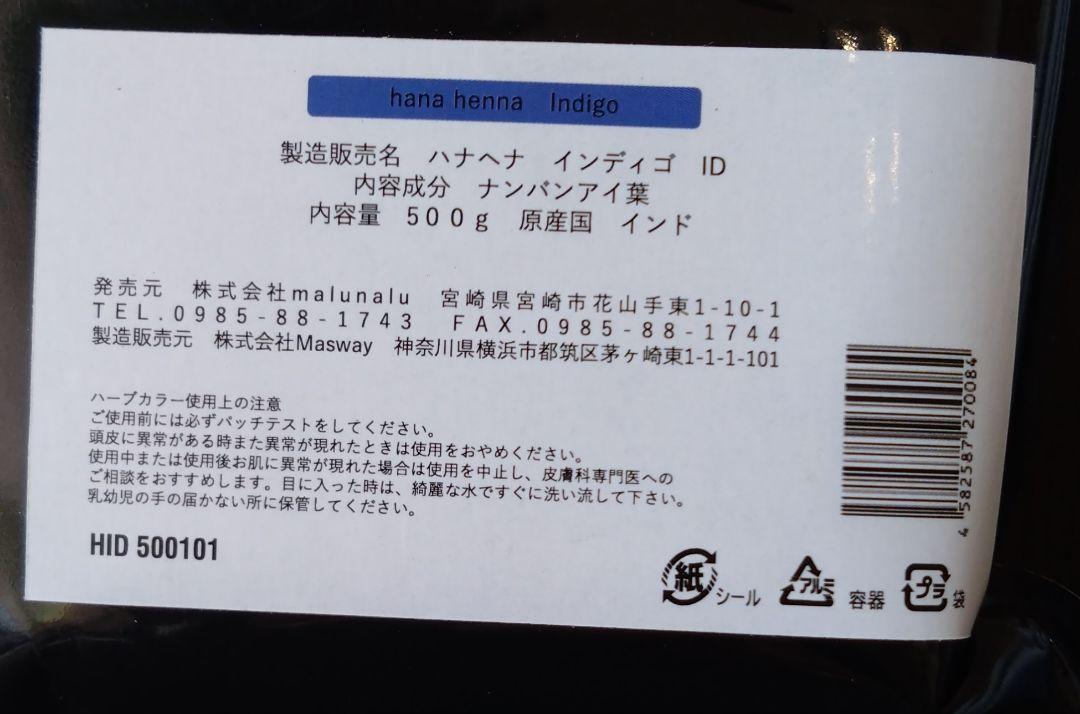 hana henna Indigo
製造販売名 ハナヘナ インディゴ ID
内容成分 ナンバンアイ葉
内容量 500g 原産国 インド
発売元 株式会社malunalu 宮崎県宮崎市花山手東1-10-1
TEL.0985-88-1743 FAX.0985-88-1744
製造販売元 株式会社Masway 神奈川県横浜市都筑区茅ヶ崎東1-1-1-101
ハーブカラー使用上の注意
ご使用前には必ずパッチテストをしてください。
頭皮に異常がある時また異常が現れたときは使用をおやめください。
使用中または使用後お肌に異常が現れた場合は使用を中止し、皮膚科専門医への
ご相談をおすすめします。目に入った時は、綺麗な水ですぐに洗い流して下さい。
乳幼児の手の届かない所に保管してください。
HID 500101
4 582587 270084
紙 シール アルミ 容器 プラ 袋